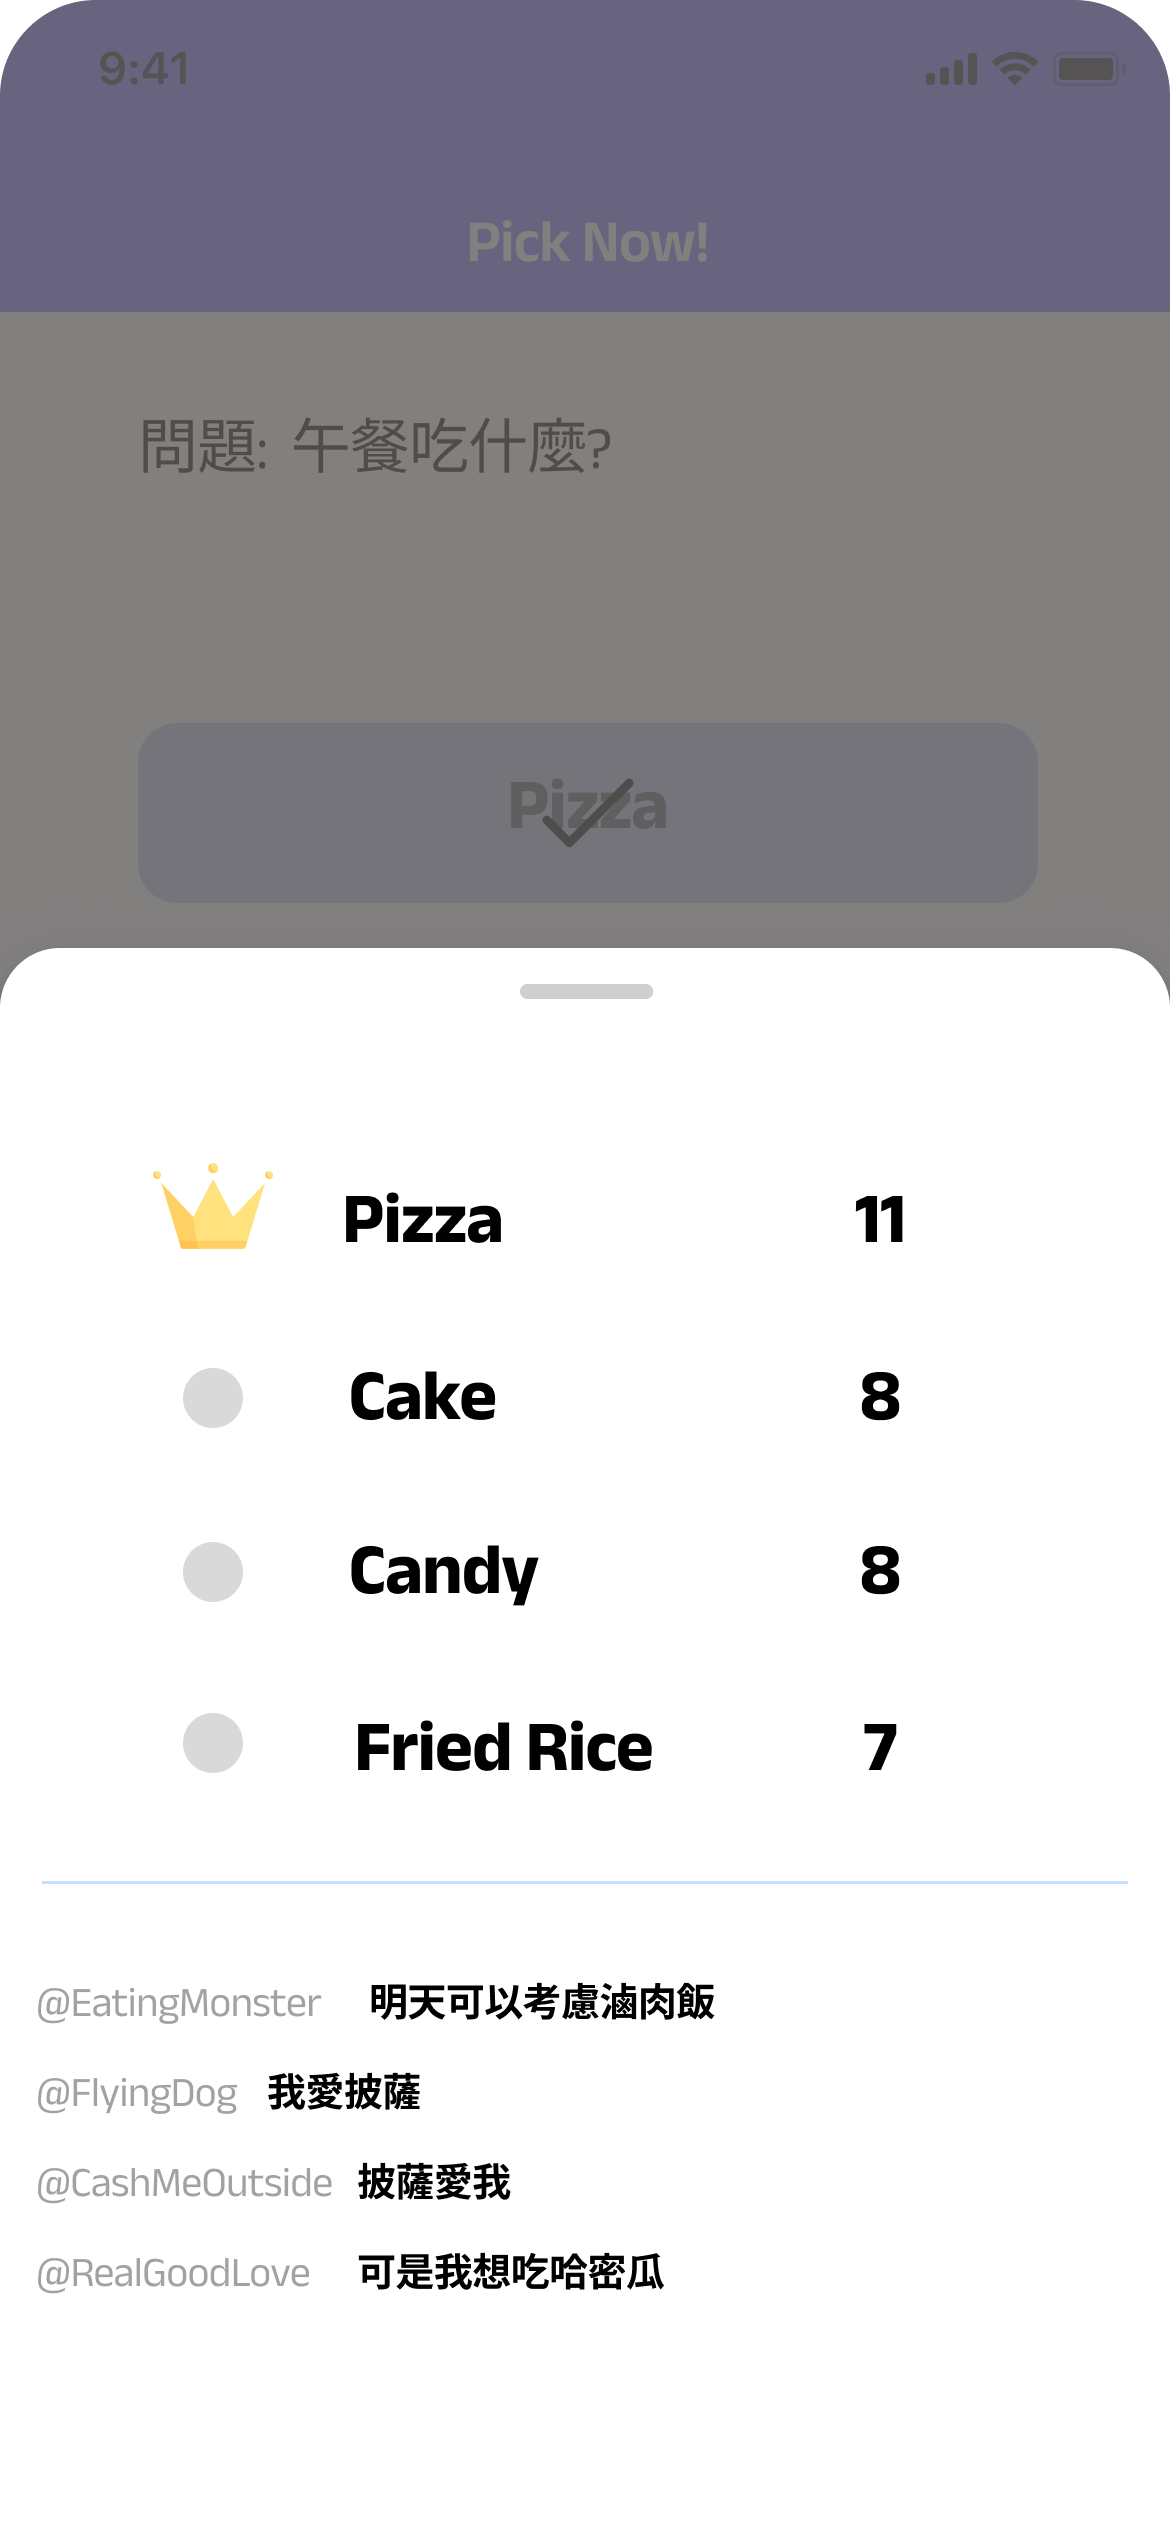 9:41
Pick Now!
問題: 午餐吃什麼?
Pizza
Pizza 11
Cake 8
Candy 8
Fried Rice 7
@EatingMonster 明天可以考慮滷肉飯
@FlyingDog 我愛披薩
@CashMeOutside 披薩愛我
@RealGoodLove 可是我想吃哈密瓜